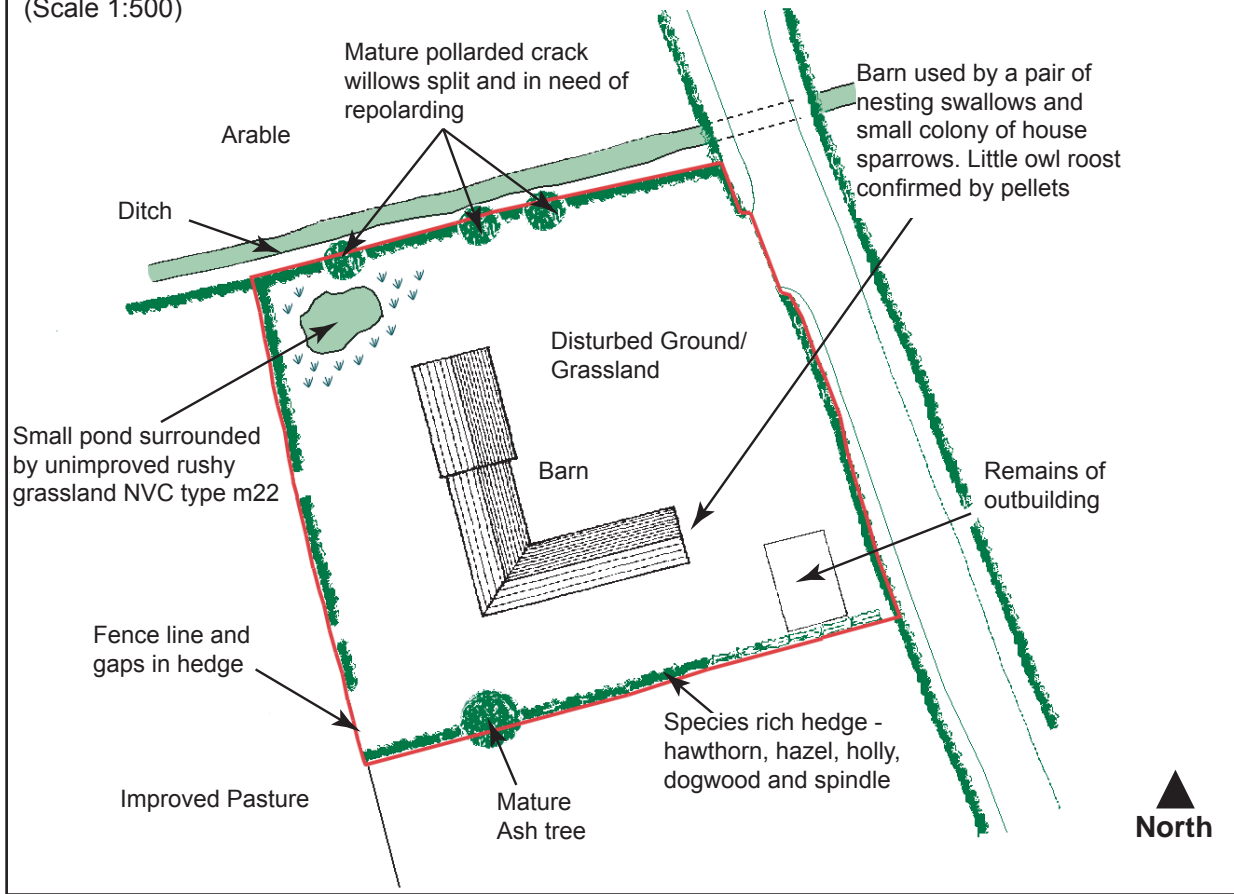 (Scale 1:500)
Mature pollarded crack
willows split and in need of
repolarding
Barn used by a pair of
nesting swallows and
small colony of house
sparrows. Little owl roost
confirmed by pellets
Arable
Ditch
Disturbed Ground/
Grassland
Small pond surrounded
by unimproved rushy
grassland NVC type m22
Barn
Remains of
outbuilding
Fence line and
gaps in hedge
Species rich hedge -
hawthorn, hazel, holly,
dogwood and spindle
Improved Pasture
Mature
Ash tree
North